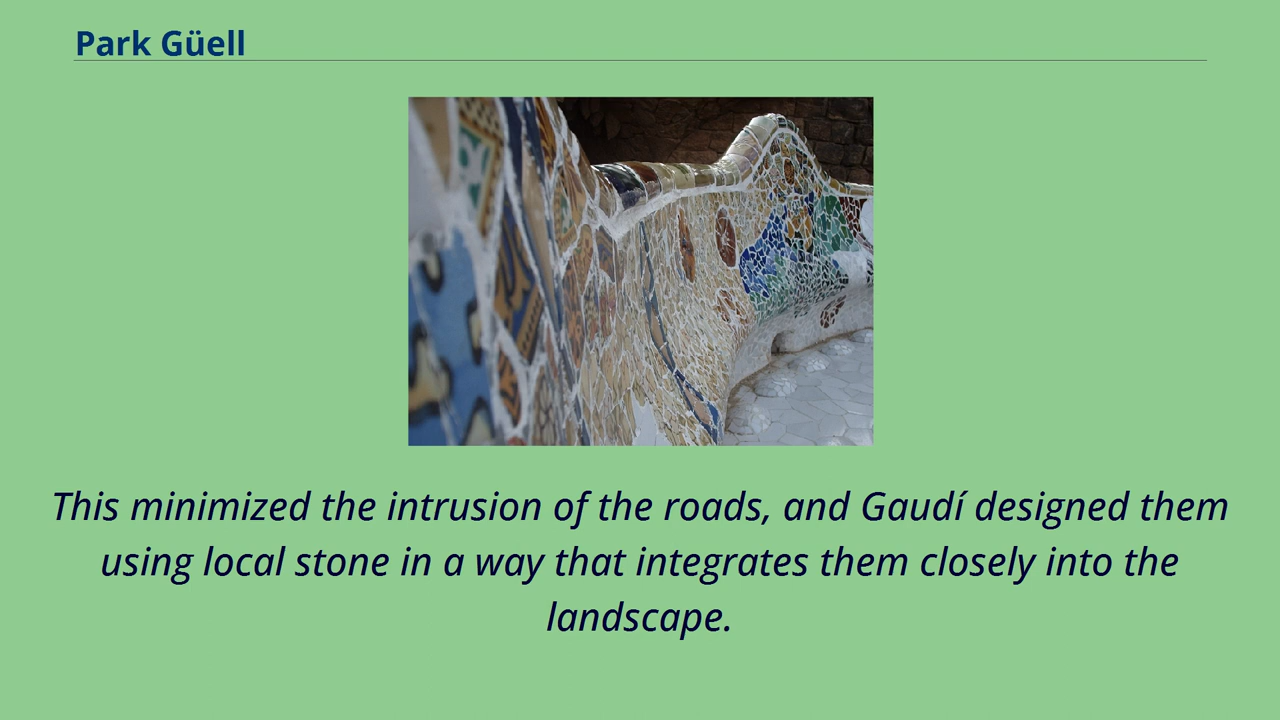 Park Güell
This minimized the intrusion of the roads, and Gaudí designed them
using local stone in a way that integrates them closely into the
landscape.